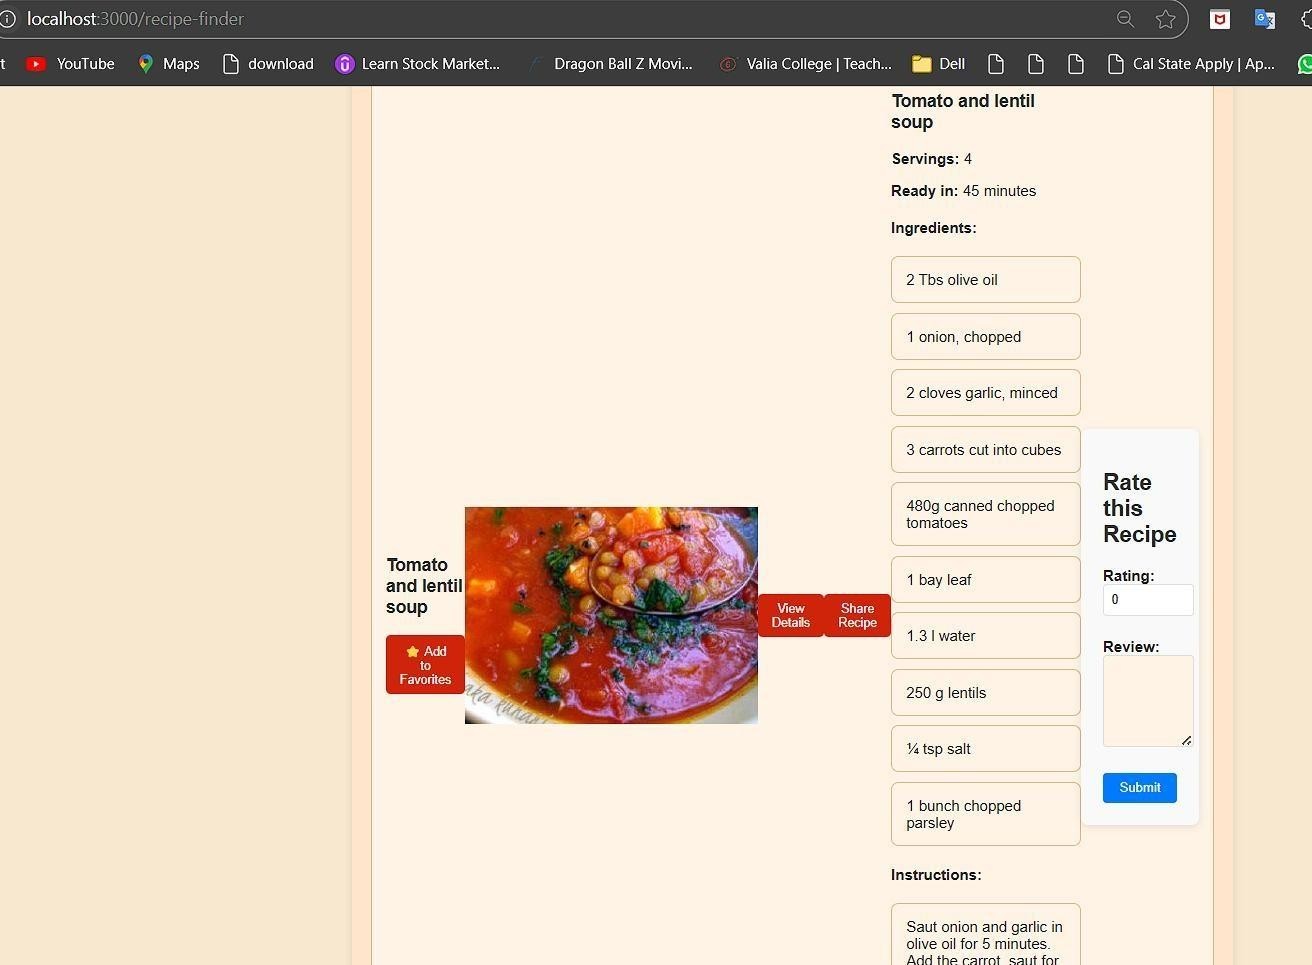 localhost:3000/recipe-finder
t YouTube Maps download Learn Stock Market... Dragon Ball Z Movi... Valia College | Teach... Dell Cal State Apply | Ap...
Tomato and lentil
soup
Servings: 4
Ready in: 45 minutes
Ingredients:
2 Tbs olive oil
1 onion, chopped
2 cloves garlic, minced
3 carrots cut into cubes
480g canned chopped
tomatoes
1 bay leaf
1.3 l water
250 g lentils
¼ tsp salt
1 bunch chopped
parsley
Instructions:
Saut onion and garlic in
olive oil for 5 minutes.
Add the carrot, saut for
Tomato
and lentil
soup
Add
to
Favorites
View
Details
Share
Recipe
Rate
this
Recipe
Rating:
0
Review:
Submit